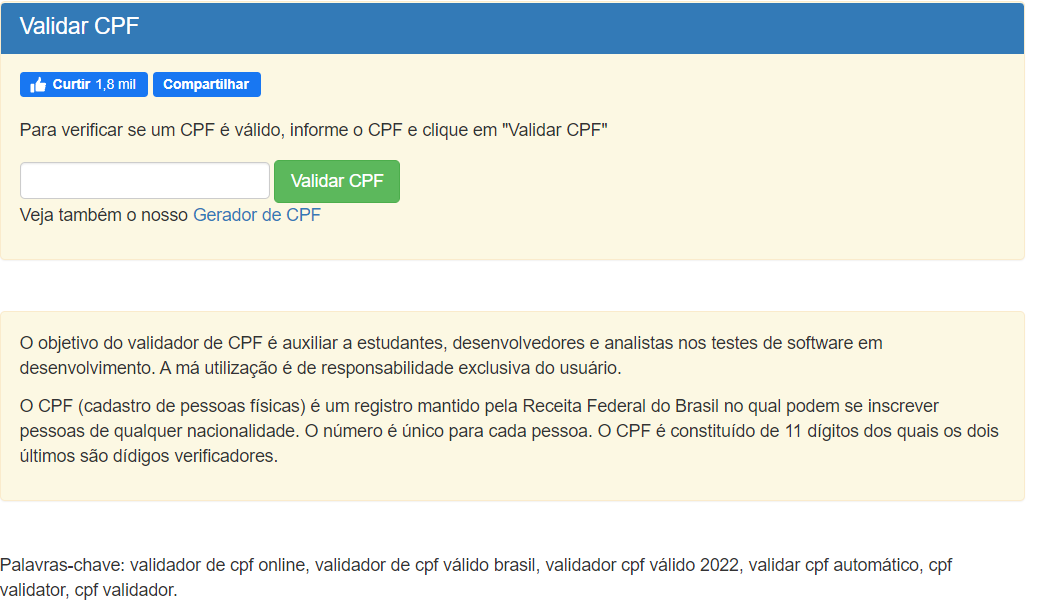 Validar CPF
Curtir 1,8 mil Compartilhar
Para verificar se um CPF é válido, informe o CPF e clique em "Validar CPF"
Validar CPF
Veja também o nosso Gerador de CPF
O objetivo do validador de CPF é auxiliar a estudantes, desenvolvedores e analistas nos testes de software em
desenvolvimento. A má utilização é de responsabilidade exclusiva do usuário.
O CPF (cadastro de pessoas físicas) é um registro mantido pela Receita Federal do Brasil no qual podem se inscrever
pessoas de qualquer nacionalidade. O número é único para cada pessoa. O CPF é constituído de 11 dígitos dos quais os dois
últimos são dídigos verificadores.
Palavras-chave: validador de cpf online, validador de cpf válido brasil, validador cpf válido 2022, validar cpf automático, cpf
validator, cpf validador.